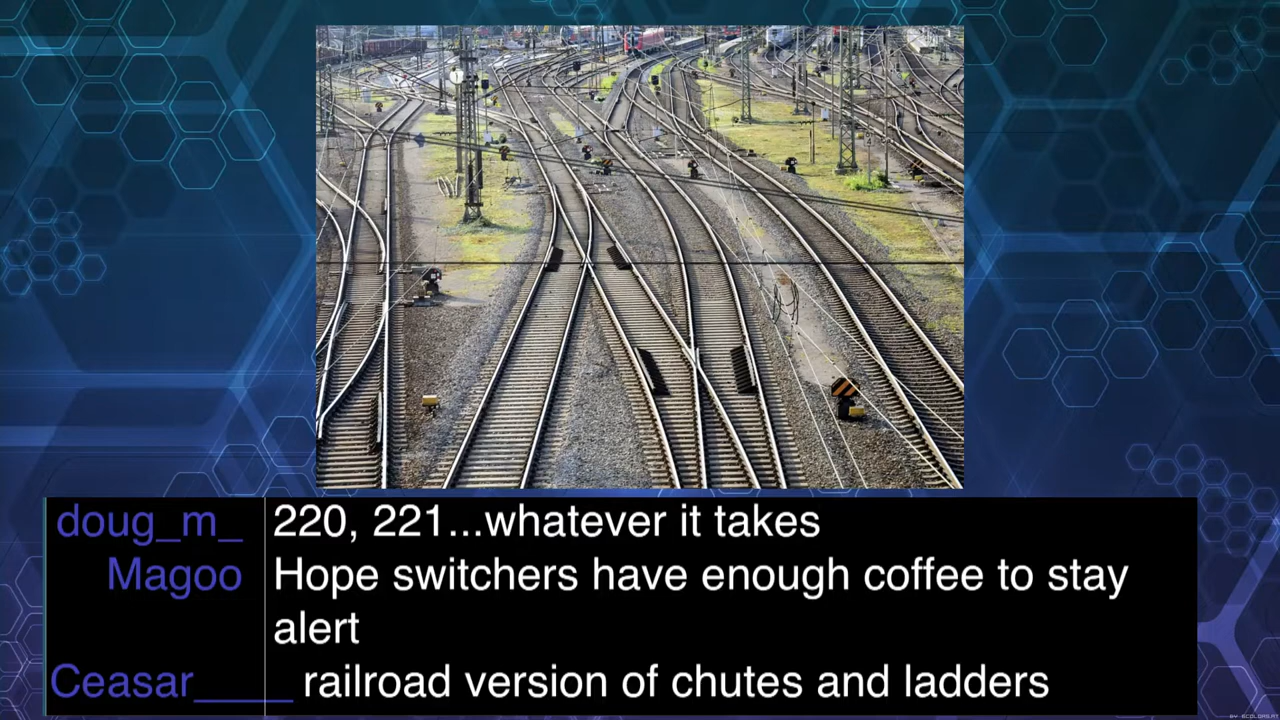 doug_m_ 220, 221...whatever it takes
Magoo Hope switchers have enough coffee to stay
alert
Ceasar____ railroad version of chutes and ladders